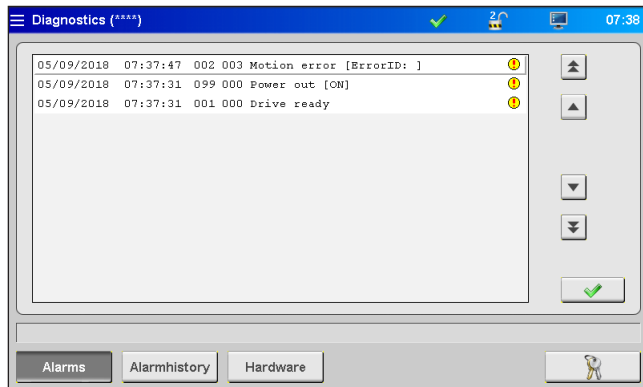 Diagnostics (****) 2 07:38
05/09/2018 07:37:47 002 003 Motion error [ErrorID: ]
05/09/2018 07:37:31 099 000 Power out [ON]
05/09/2018 07:37:31 001 000 Drive ready
Alarms Alarmhistory Hardware